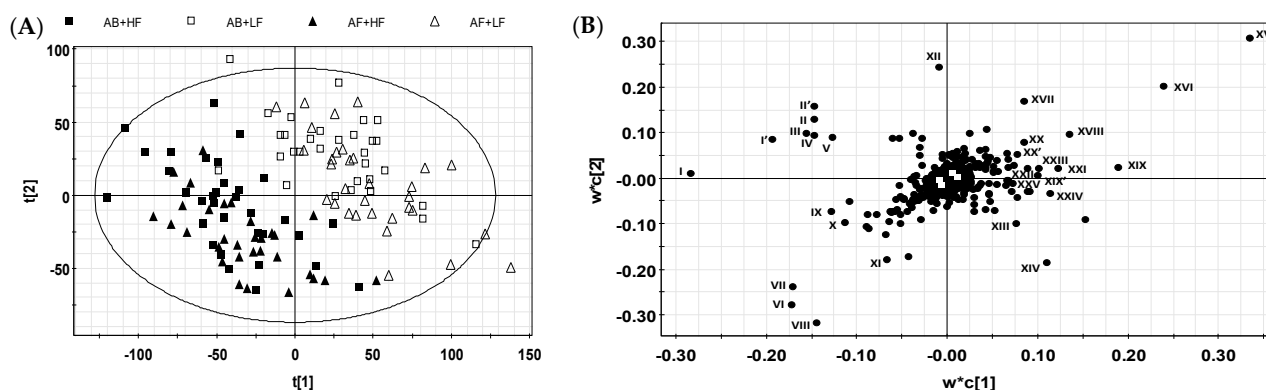 (A)
■ AB+HF □ AB+LF ▲ AF+HF △ AF+LF
100
50
0
-50
t[2]
-100 -50 0 50 100 150
t[1]
(B)
0.30
0.20
0.10
-0.00
-0.10
-0.20
-0.30
w*c[2]
XV
XII
XVI
II' XVII
II
III XVIII
I' IV V XX
XX'
XXIII
I XXII XXI XIX
XXV XIX'
XXIV
IX
X XIII
XI XIV
VII
VI
VIII
-0.30 -0.20 -0.10 -0.00 0.10 0.20 0.30
w*c[1]